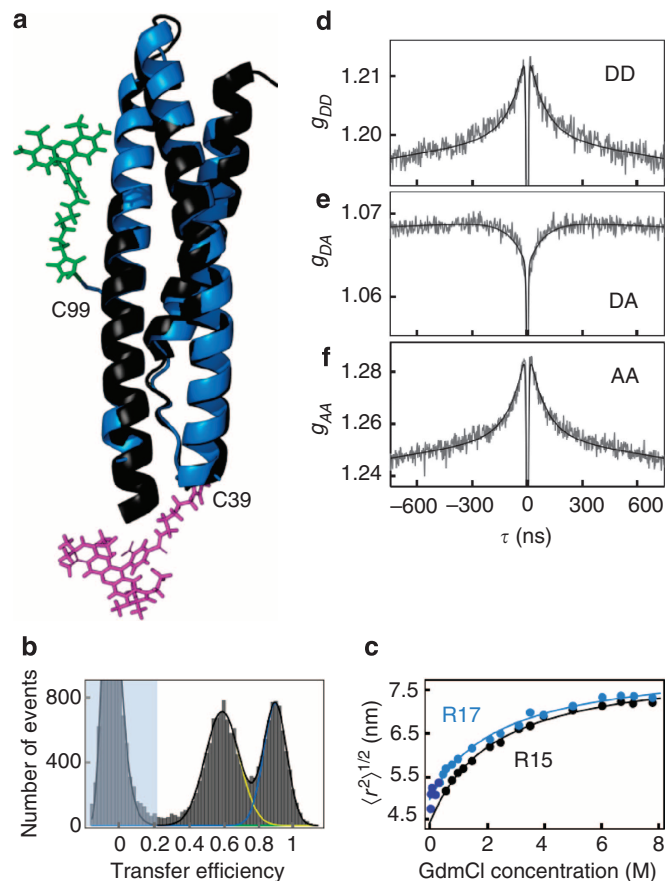 a
C99
C39
d
1.21
1.20
g_DD
DD
e
1.07
1.06
g_DA
DA
f
1.28
1.26
1.24
g_AA
AA
−600 −300 0 300 600
τ (ns)
b
800
400
0
Number of events
0 0.2 0.4 0.6 0.8 1
Transfer efficiency
c
7.5
6.5
5.5
4.5
⟨r²⟩¹/² (nm)
R17
R15
0 2 4 6 8
GdmCl concentration (M)